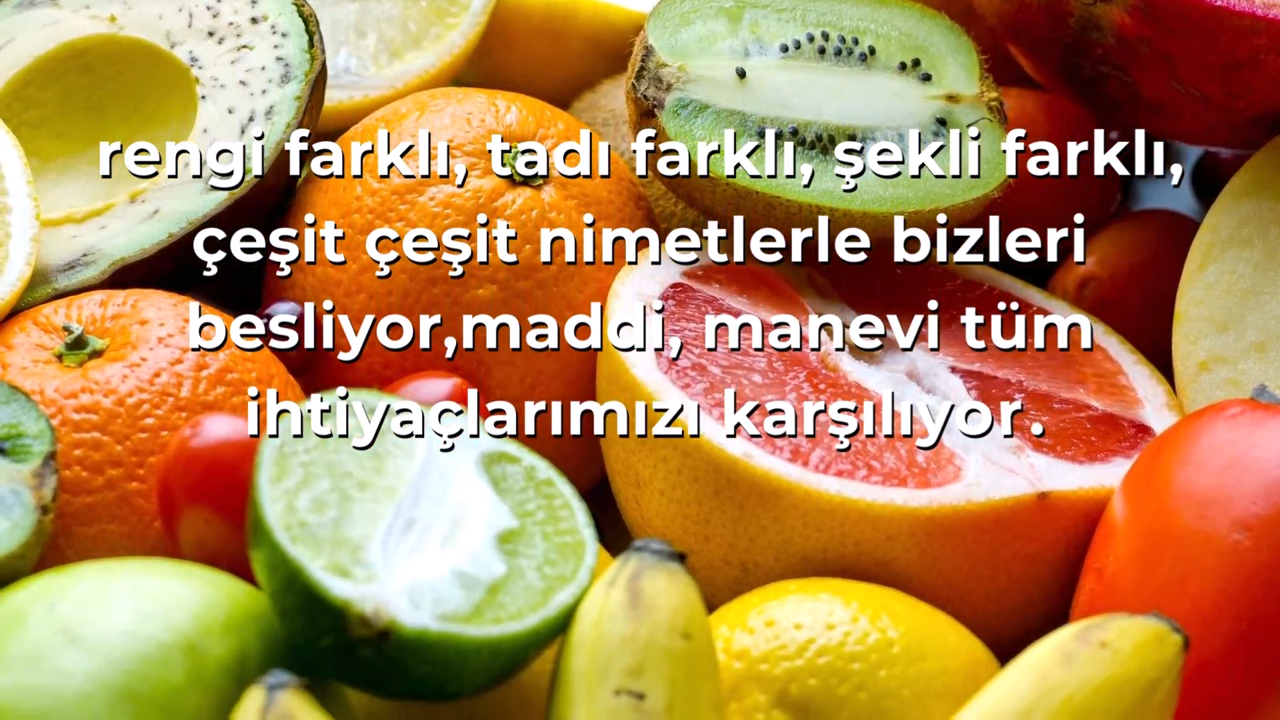 rengi farklı, tadı farklı, şekli farklı,
çeşit çeşit nimetlerle bizleri
besliyor,maddi, manevi tüm
ihtiyaçlarımızı karşılıyor.